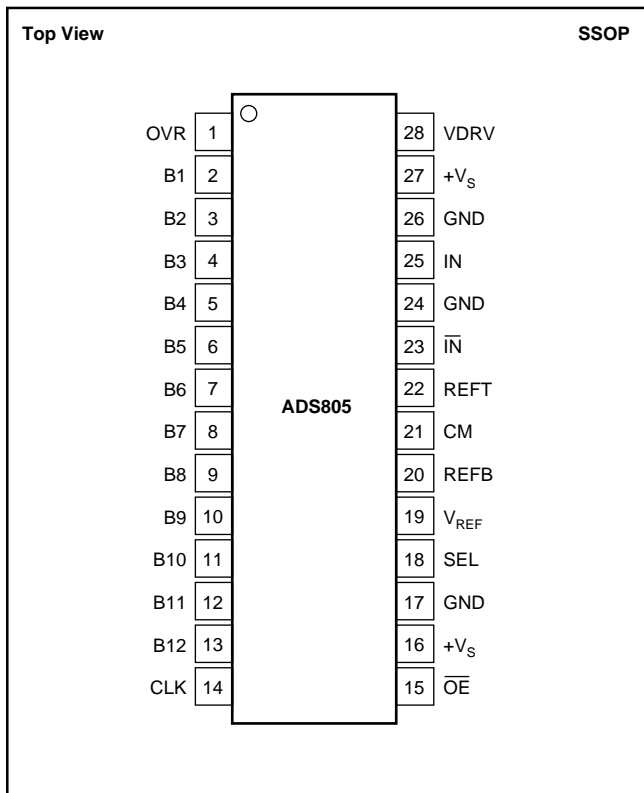 Top View SSOP
OVR 1 28 VDRV
B1 2 27 +VS
B2 3 26 GND
B3 4 25 IN
B4 5 24 GND
B5 6 23 I̅N̅
B6 7 22 REFT
ADS805
B7 8 21 CM
B8 9 20 REFB
B9 10 19 VREF
B10 11 18 SEL
B11 12 17 GND
B12 13 16 +VS
CLK 14 15 O̅E̅